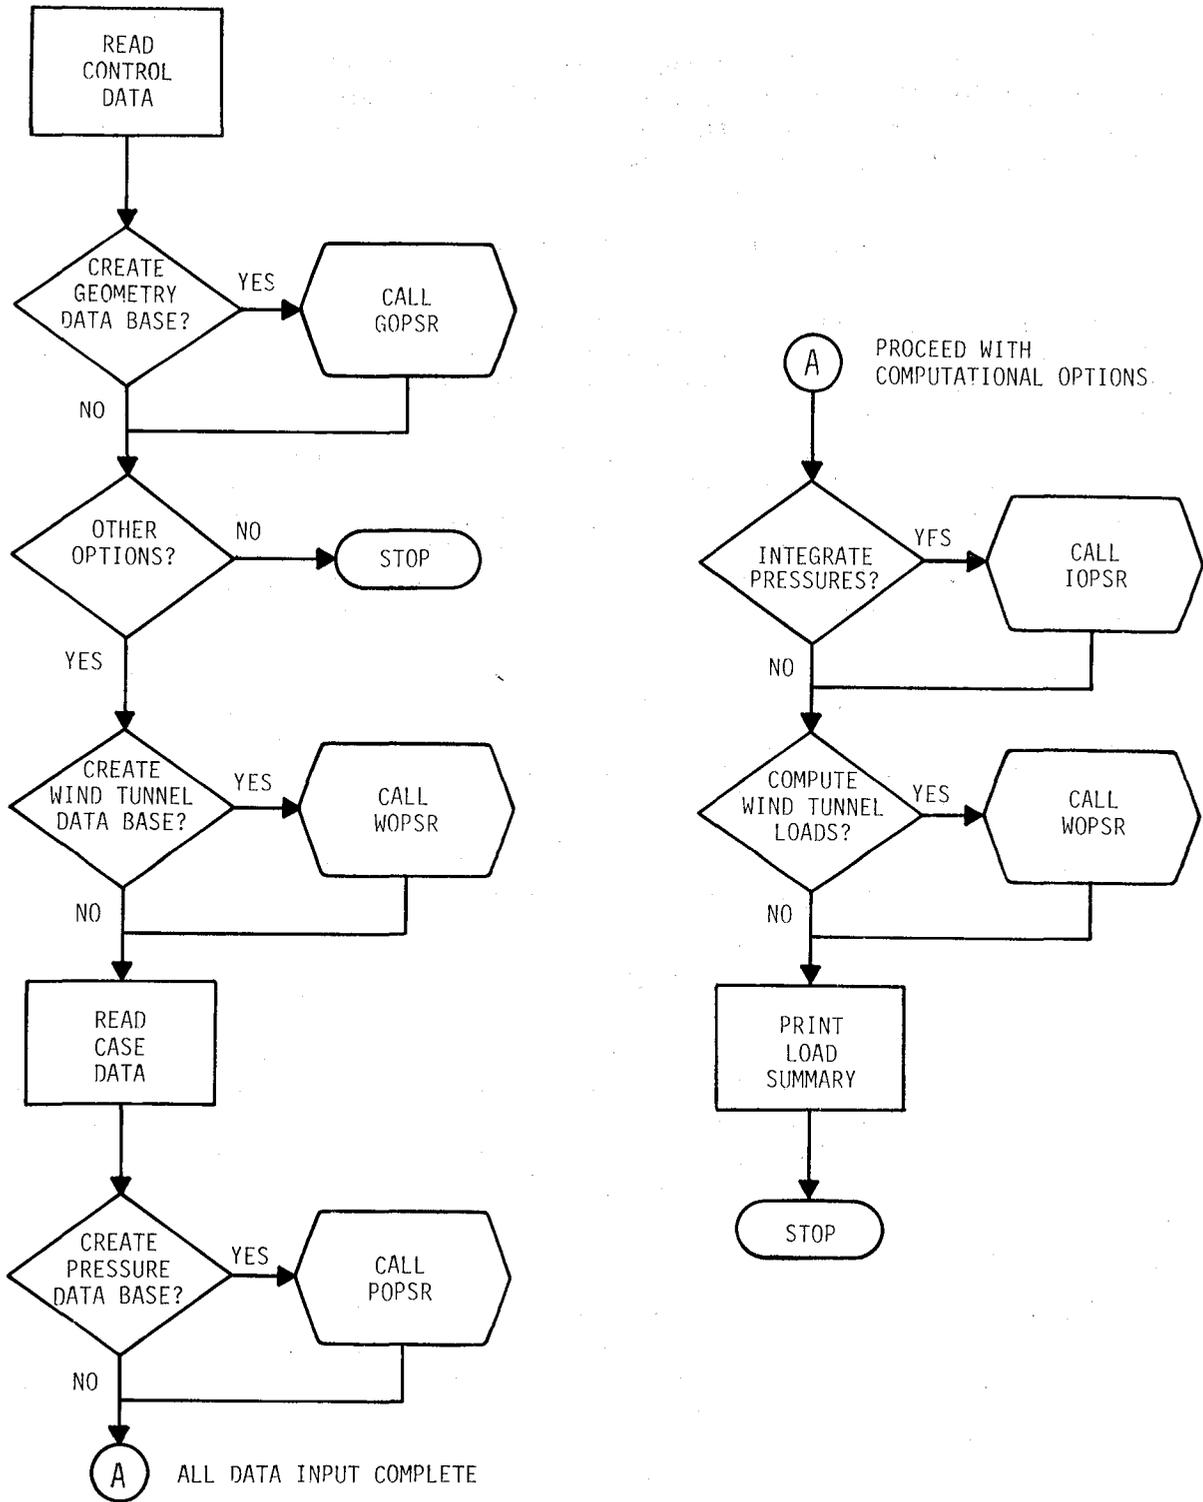 READ
CONTROL
DATA
CREATE
GEOMETRY
DATA BASE?
YES
CALL
GOPSR
NO
OTHER
OPTIONS?
NO
STOP
YES
CREATE
WIND TUNNEL
DATA BASE?
YES
CALL
WOPSR
NO
READ
CASE
DATA
CREATE
PRESSURE
DATA BASE?
YES
CALL
POPSR
NO
A
ALL DATA INPUT COMPLETE
A
PROCEED WITH
COMPUTATIONAL OPTIONS
INTEGRATE
PRESSURES?
YFS
CALL
IOPSR
NO
COMPUTE
WIND TUNNEL
LOADS?
YES
CALL
WOPSR
NO
PRINT
LOAD
SUMMARY
STOP